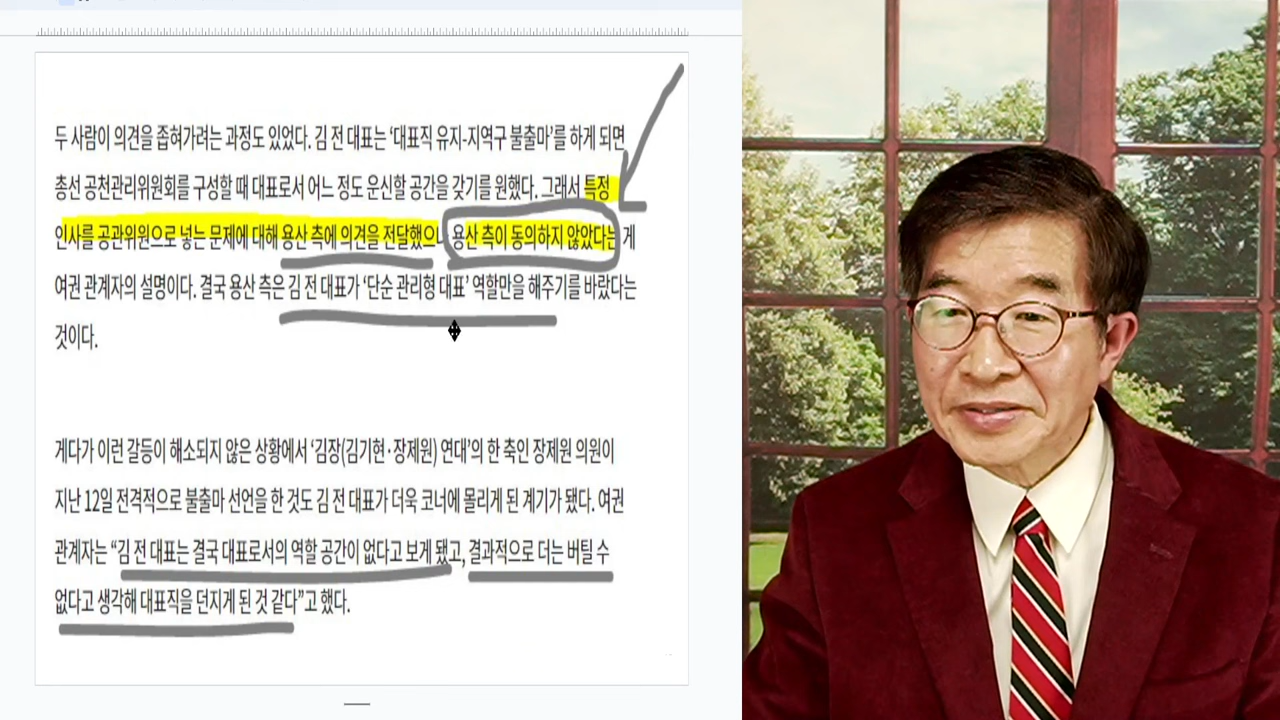 두 사람이 의견을 좁혀가려는 과정도 있었다. 김 전 대표는 ‘대표직 유지-지역구 불출마’를 하게 되면
총선 공천관리위원회를 구성할 때 대표로서 어느 정도 운신할 공간을 갖기를 원했다. 그래서 특정
인사를 공관위원으로 넣는 문제에 대해 용산 측에 의견을 전달했으나 용산 측이 동의하지 않았다는 게
여권 관계자의 설명이다. 결국 용산 측은 김 전 대표가 ‘단순 관리형 대표’ 역할만을 해주기를 바랐다는
것이다.
게다가 이런 갈등이 해소되지 않은 상황에서 ‘김장(김기현·장제원) 연대’의 한 축인 장제원 의원이
지난 12일 전격적으로 불출마 선언을 한 것도 김 전 대표가 더욱 코너에 몰리게 된 계기가 됐다. 여권
관계자는 “김 전 대표는 결국 대표로서의 역할 공간이 없다고 보게 됐고, 결과적으로 더는 버틸 수
없다고 생각해 대표직을 던지게 된 것 같다”고 했다.